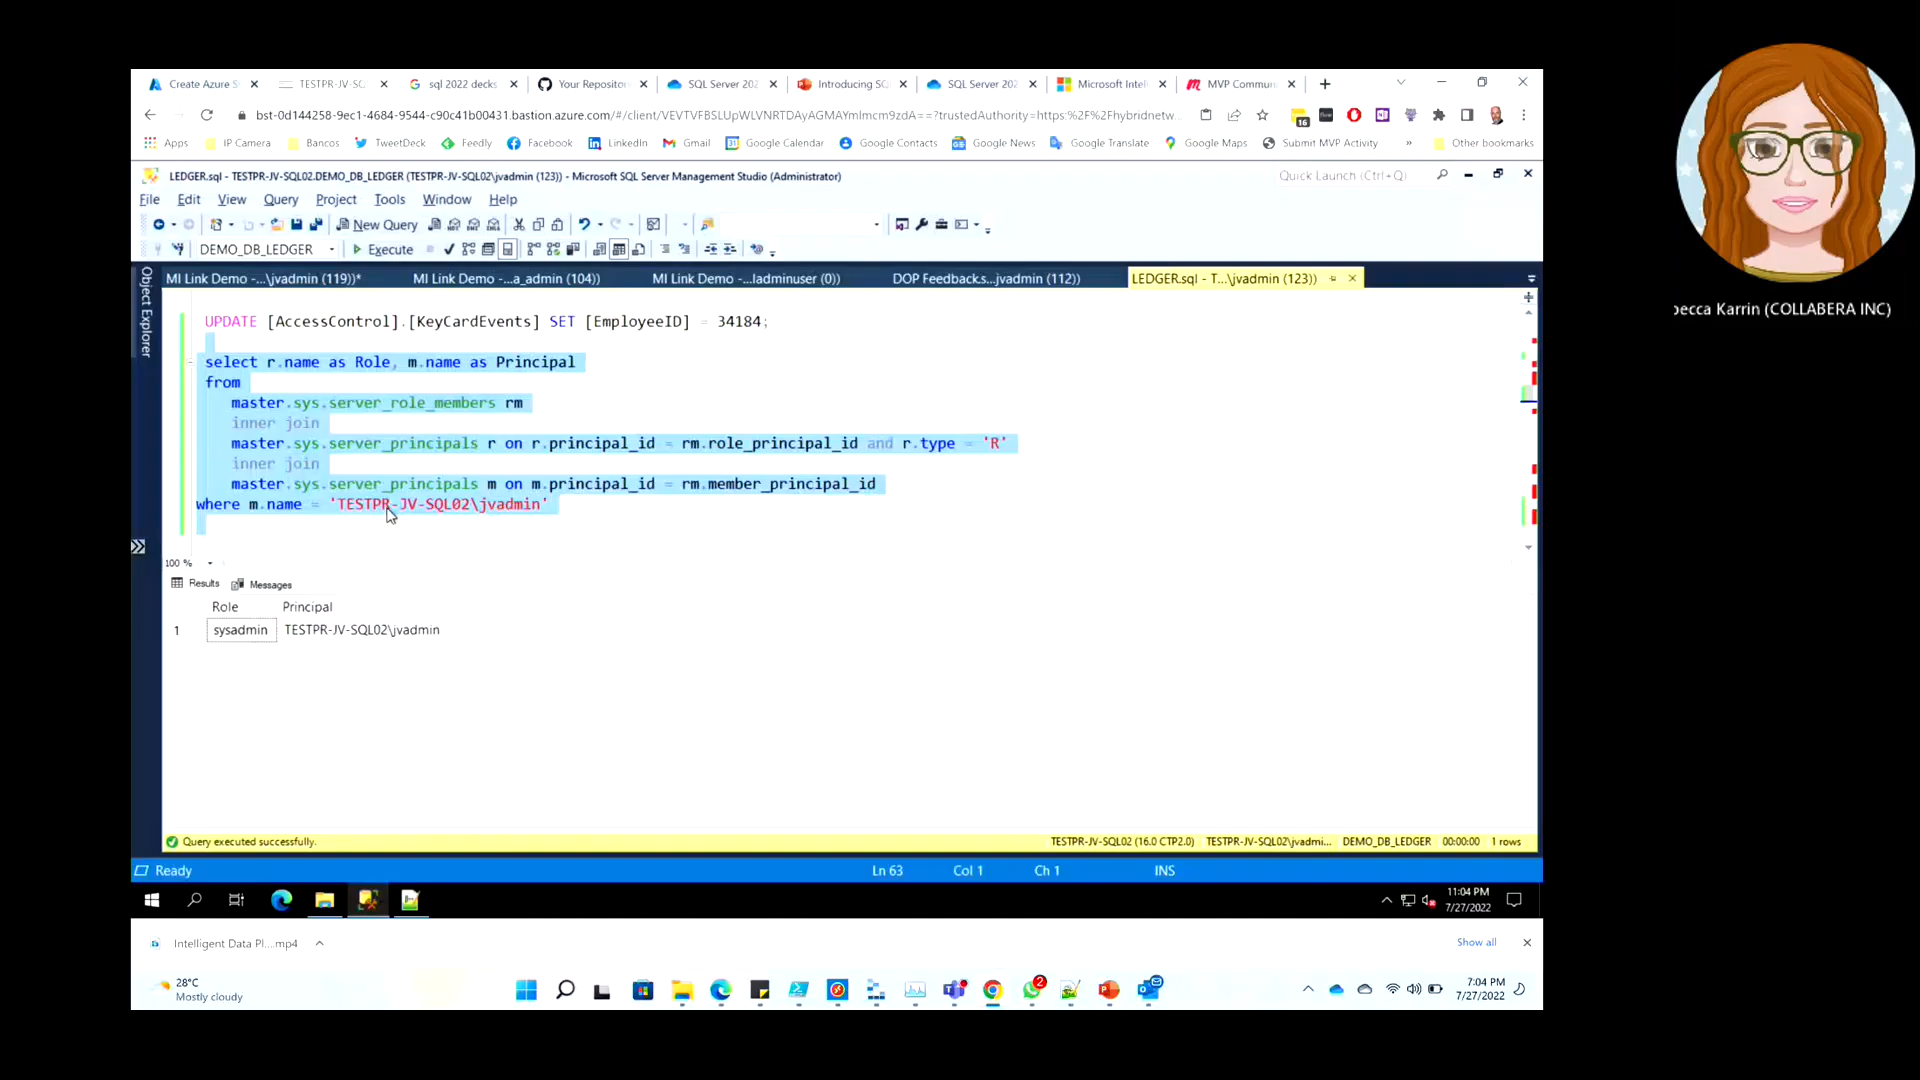 Create Azure S
TESTPR-JV-SQ
sql 2022 decks
Your Repositor
SQL Server 202
Introducing SQ
SQL Server 202
Microsoft Intel
MVP Commun
bst-0d144258-9ec1-4684-9544-c90c41b00431.bastion.azure.com/#/client/VEVTVFBSLUpWLVNRTDAyAGMAYmlmcm9zdA==?trustedAuthority=https:%2F%2Fhybridnetw...
16
Apps
IP Camera
Bancos
TweetDeck
Feedly
Facebook
LinkedIn
Gmail
Google Calendar
Google Contacts
Google News
Google Translate
Google Maps
Submit MVP Activity
»
Other bookmarks
LEDGER.sql - TESTPR-JV-SQL02.DEMO_DB_LEDGER (TESTPR-JV-SQL02\jvadmin (123)) - Microsoft SQL Server Management Studio (Administrator)
Quick Launch (Ctrl+Q)
File Edit View Query Project Tools Window Help
New Query
DEMO_DB_LEDGER
Execute
Object Explorer
MI Link Demo -...\jvadmin (119))*
MI Link Demo -...a_admin (104))
MI Link Demo -...ladminuser (0))
DOP Feedback.s...jvadmin (112))
LEDGER.sql - T...\jvadmin (123))
UPDATE [AccessControl].[KeyCardEvents] SET [EmployeeID] = 34184;
select r.name as Role, m.name as Principal
from
master.sys.server_role_members rm
inner join
master.sys.server_principals r on r.principal_id = rm.role_principal_id and r.type = 'R'
inner join
master.sys.server_principals m on m.principal_id = rm.member_principal_id
where m.name = 'TESTPR-JV-SQL02\jvadmin'
100 %
Results
Messages
Role Principal
1 sysadmin TESTPR-JV-SQL02\jvadmin
Query executed successfully.
TESTPR-JV-SQL02 (16.0 CTP2.0)
TESTPR-JV-SQL02\jvadmi...
DEMO_DB_LEDGER
00:00:00
1 rows
Ready
Ln 63
Col 1
Ch 1
INS
11:04 PM
7/27/2022
Intelligent Data Pl....mp4
Show all
28°C
Mostly cloudy
2
7:04 PM
7/27/2022
becca Karrin (COLLABERA INC)